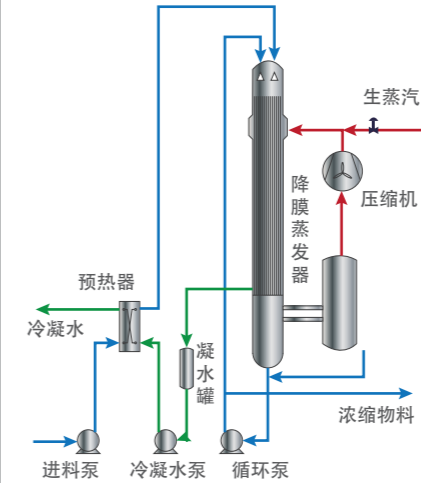 生蒸汽
压缩机
降膜蒸发器
预热器
冷凝水
凝水罐
浓缩物料
进料泵
冷凝水泵
循环泵